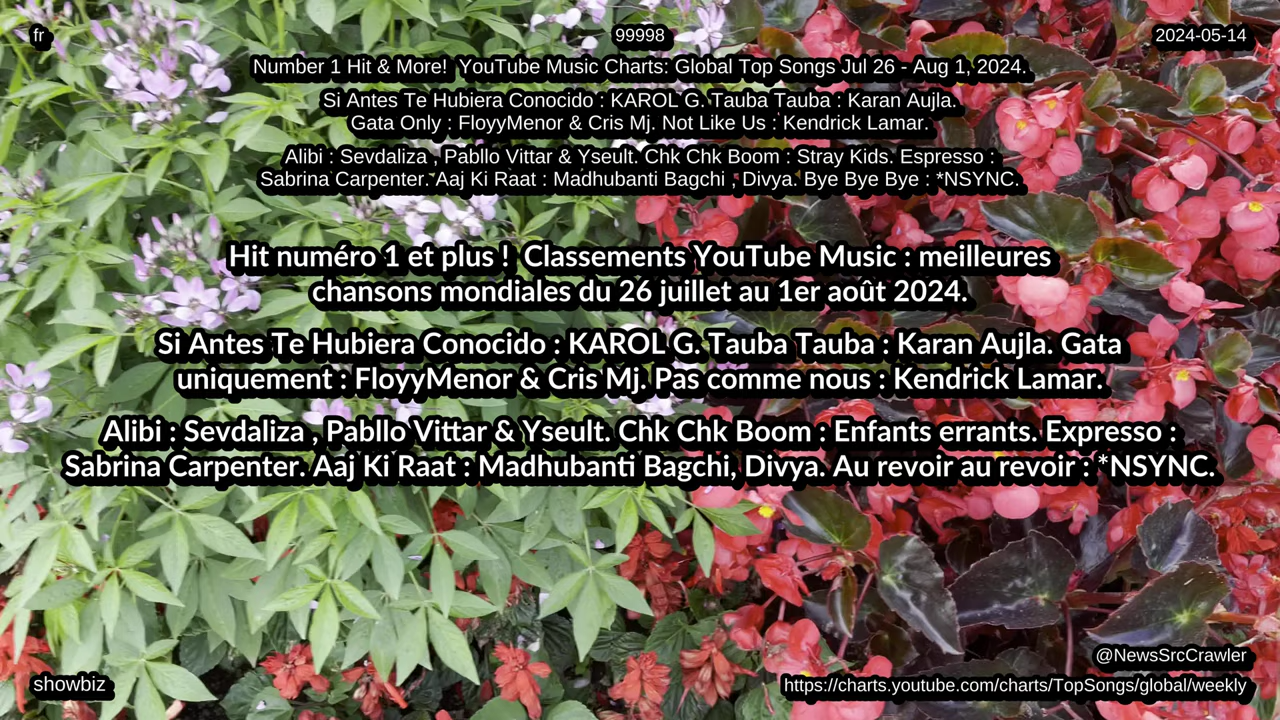 fr
99998
2024-05-14
Number 1 Hit & More!  YouTube Music Charts: Global Top Songs Jul 26 - Aug 1, 2024.
Si Antes Te Hubiera Conocido : KAROL G. Tauba Tauba : Karan Aujla.
Gata Only : FloyyMenor & Cris Mj. Not Like Us : Kendrick Lamar.
Alibi : Sevdaliza , Pabllo Vittar & Yseult. Chk Chk Boom : Stray Kids. Espresso :
Sabrina Carpenter. Aaj Ki Raat : Madhubanti Bagchi , Divya. Bye Bye Bye : *NSYNC.
Hit numéro 1 et plus !  Classements YouTube Music : meilleures
chansons mondiales du 26 juillet au 1er août 2024.
Si Antes Te Hubiera Conocido : KAROL G. Tauba Tauba : Karan Aujla. Gata
uniquement : FloyyMenor & Cris Mj. Pas comme nous : Kendrick Lamar.
Alibi : Sevdaliza , Pabllo Vittar & Yseult. Chk Chk Boom : Enfants errants. Expresso :
Sabrina Carpenter. Aaj Ki Raat : Madhubanti Bagchi, Divya. Au revoir au revoir : *NSYNC.
@NewsSrcCrawler
showbiz
https://charts.youtube.com/charts/TopSongs/global/weekly